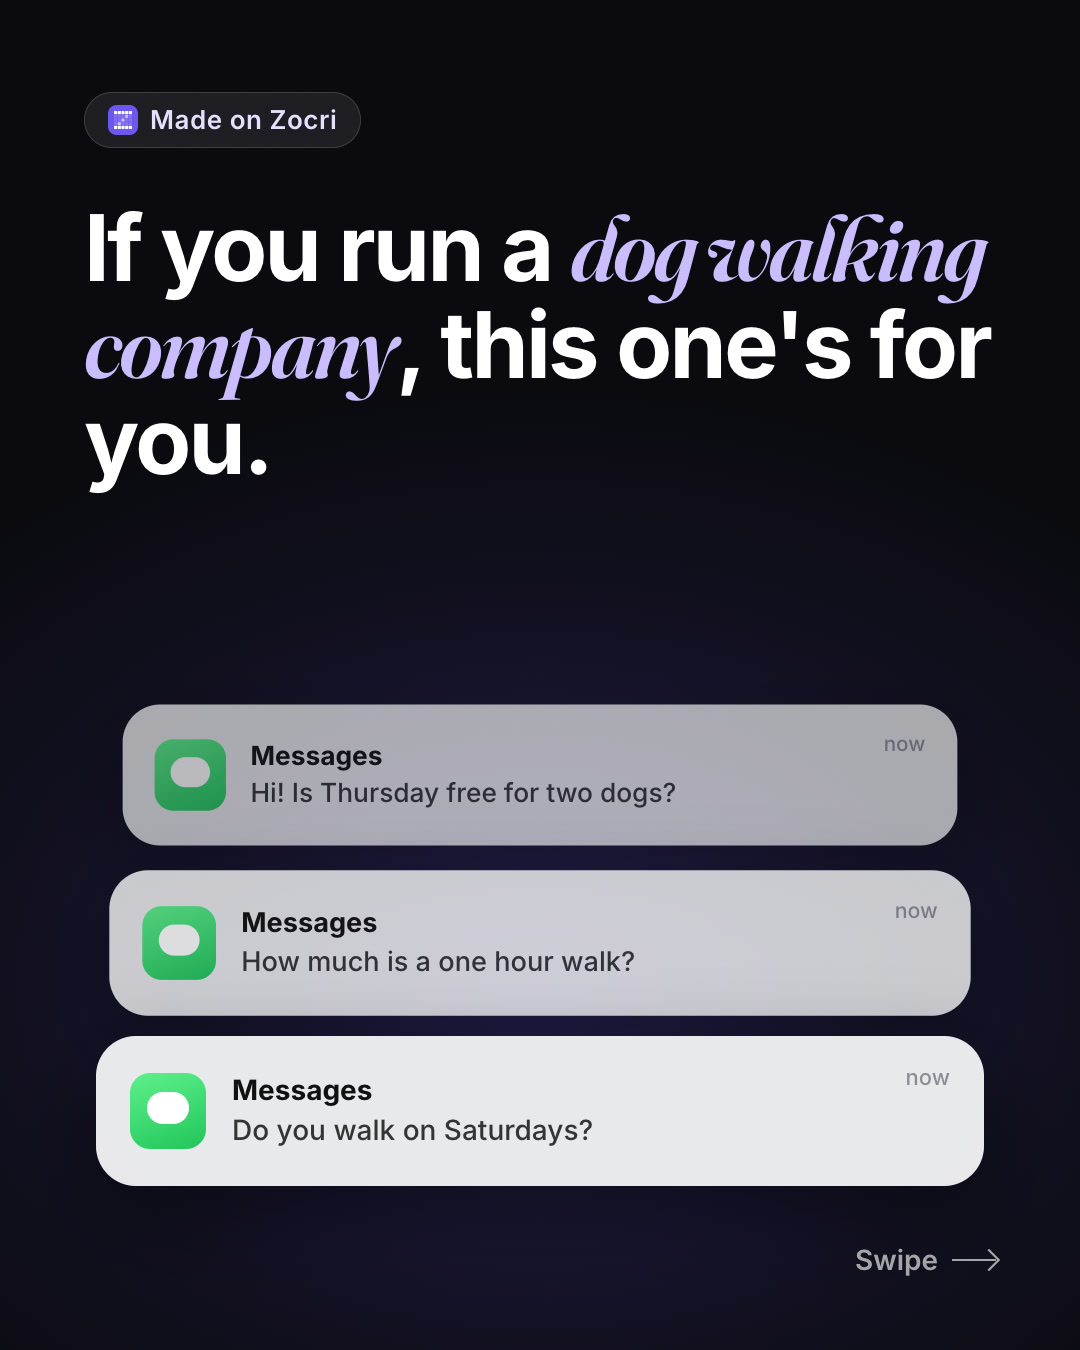 Made on Zocri
If you run a dog walking
company, this one's for
you.
Messages
now
Hi! Is Thursday free for two dogs?
Messages
now
How much is a one hour walk?
Messages
now
Do you walk on Saturdays?
Swipe